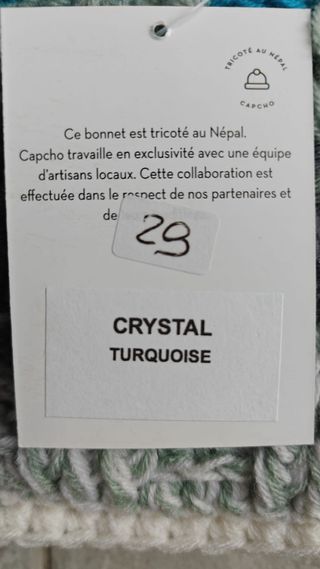 TRICOTÉ AU NÉPAL
CAPCHO
Ce bonnet est tricoté au Népal.
Capcho travaille en exclusivité avec une équipe
d'artisans locaux. Cette collaboration est
effectuée dans le respect de nos partenaires et
de
29
CRYSTAL
TURQUOISE